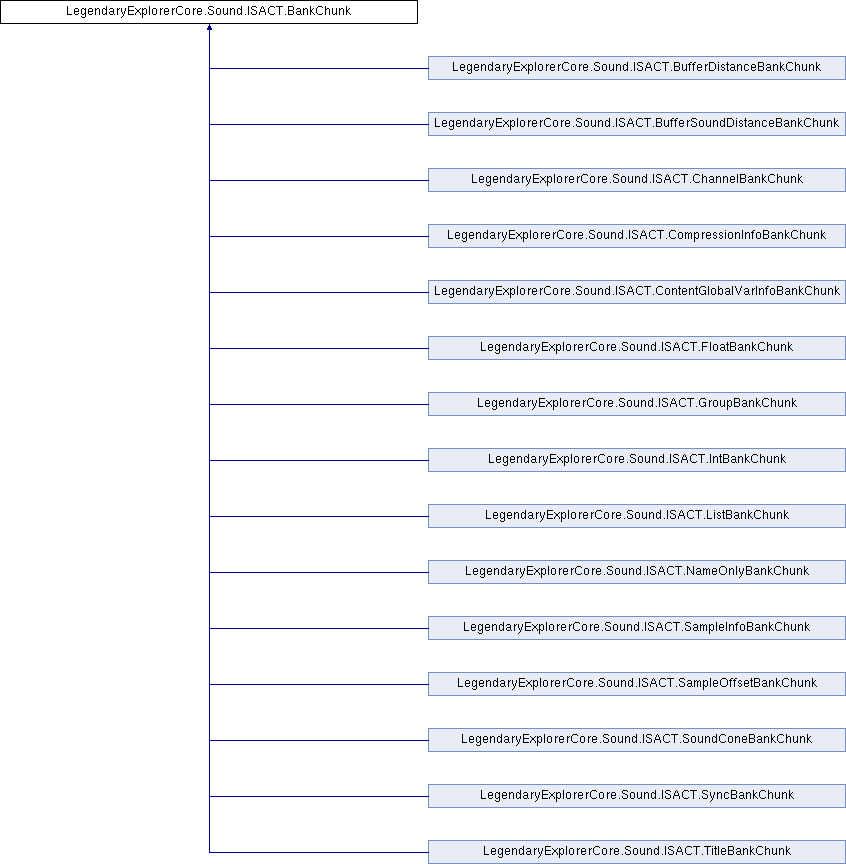 LegendaryExplorerCore.Sound.ISACT.BankChunk
LegendaryExplorerCore.Sound.ISACT.BufferDistanceBankChunk
LegendaryExplorerCore.Sound.ISACT.BufferSoundDistanceBankChunk
LegendaryExplorerCore.Sound.ISACT.ChannelBankChunk
LegendaryExplorerCore.Sound.ISACT.CompressionInfoBankChunk
LegendaryExplorerCore.Sound.ISACT.ContentGlobalVarInfoBankChunk
LegendaryExplorerCore.Sound.ISACT.FloatBankChunk
LegendaryExplorerCore.Sound.ISACT.GroupBankChunk
LegendaryExplorerCore.Sound.ISACT.IntBankChunk
LegendaryExplorerCore.Sound.ISACT.ListBankChunk
LegendaryExplorerCore.Sound.ISACT.NameOnlyBankChunk
LegendaryExplorerCore.Sound.ISACT.SampleInfoBankChunk
LegendaryExplorerCore.Sound.ISACT.SampleOffsetBankChunk
LegendaryExplorerCore.Sound.ISACT.SoundConeBankChunk
LegendaryExplorerCore.Sound.ISACT.SyncBankChunk
LegendaryExplorerCore.Sound.ISACT.TitleBankChunk